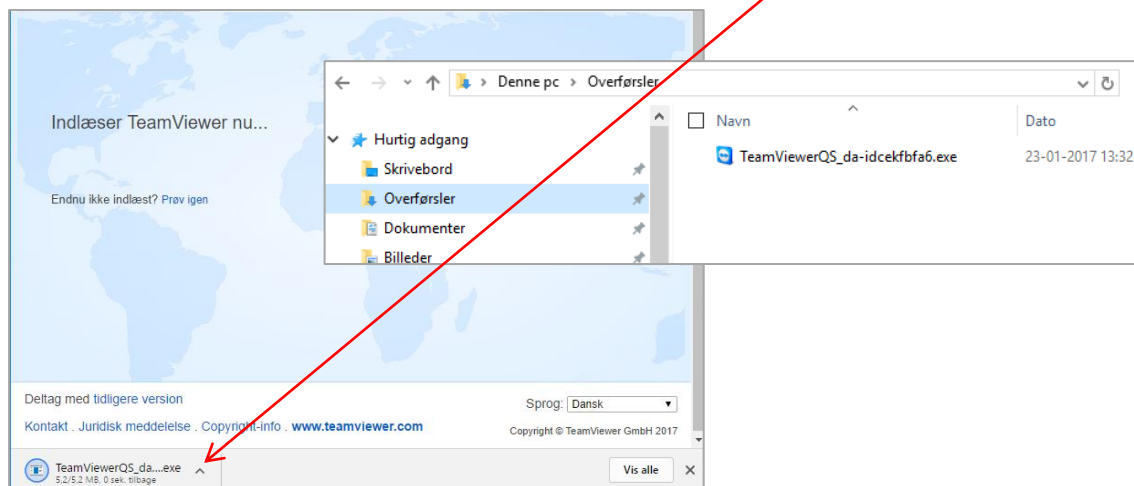 Indlæser TeamViewer nu...
Endnu ikke indlæst? Prøv igen
Denne pc > Overførsler
Hurtig adgang
Skrivebord
Overførsler
Dokumenter
Billeder
Navn Dato
TeamViewerQS_da-idcekfbfa6.exe 23-01-2017 13:32
Deltag med tidligere version
Sprog: Dansk
Kontakt . Juridisk meddelelse . Copyright-info . www.teamviewer.com
Copyright © TeamViewer GmbH 2017
TeamViewerQS_da....exe
5,2/5,2 MB, 0 sek. tilbage
Vis alle